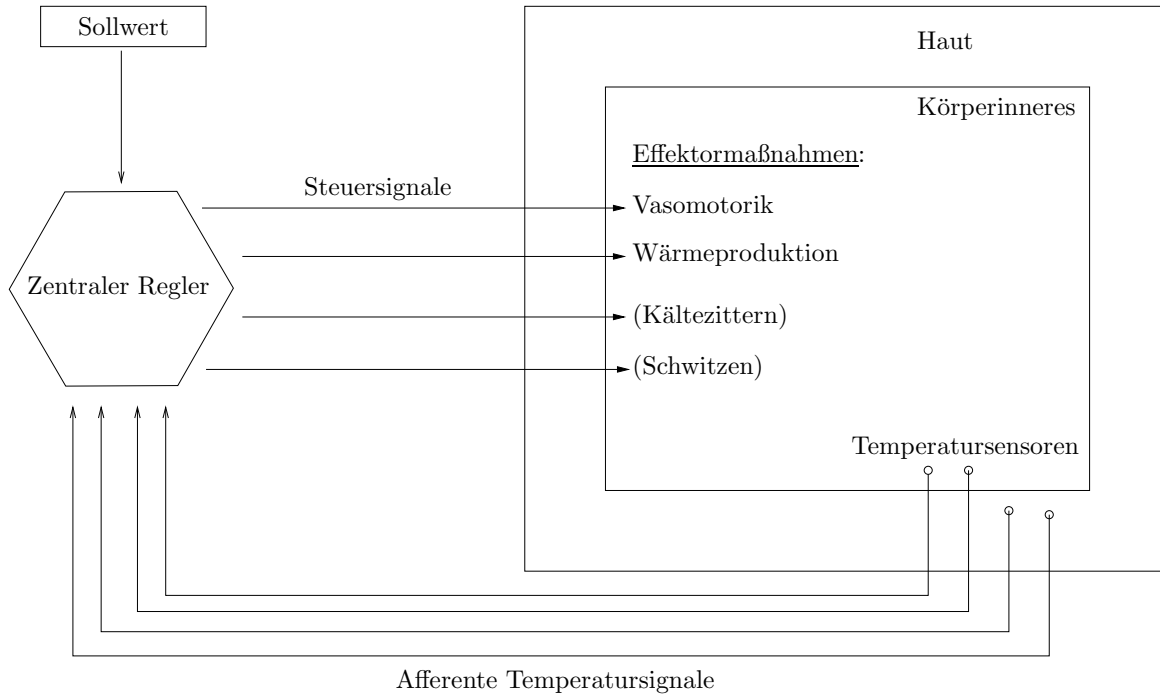 Sollwert
Haut
Körperinneres
Effektormaßnahmen:
Steuersignale
Vasomotorik
Wärmeproduktion
Zentraler Regler
(Kältezittern)
(Schwitzen)
Temperatursensoren
Afferente Temperatursignale